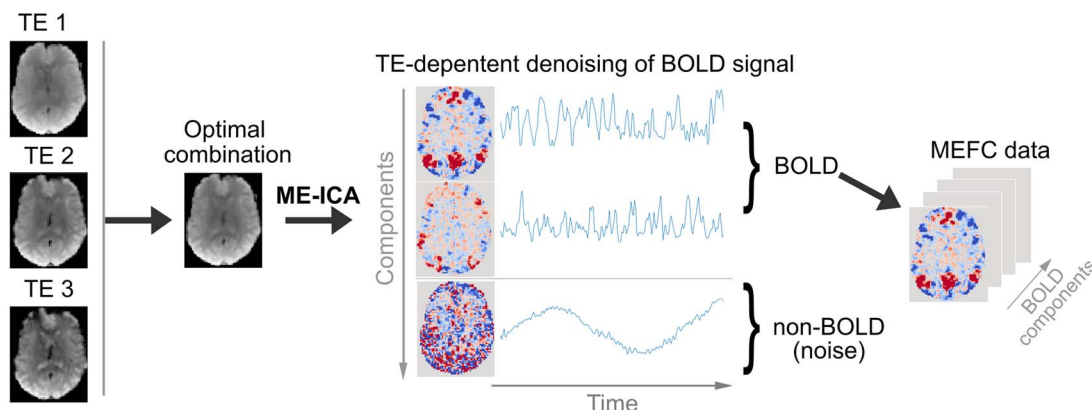 TE 1
TE 2
TE 3
Optimal
combination
ME-ICA
TE-depentent denoising of BOLD signal
Components
Time
BOLD
non-BOLD
(noise)
MEFC data
BOLD
components